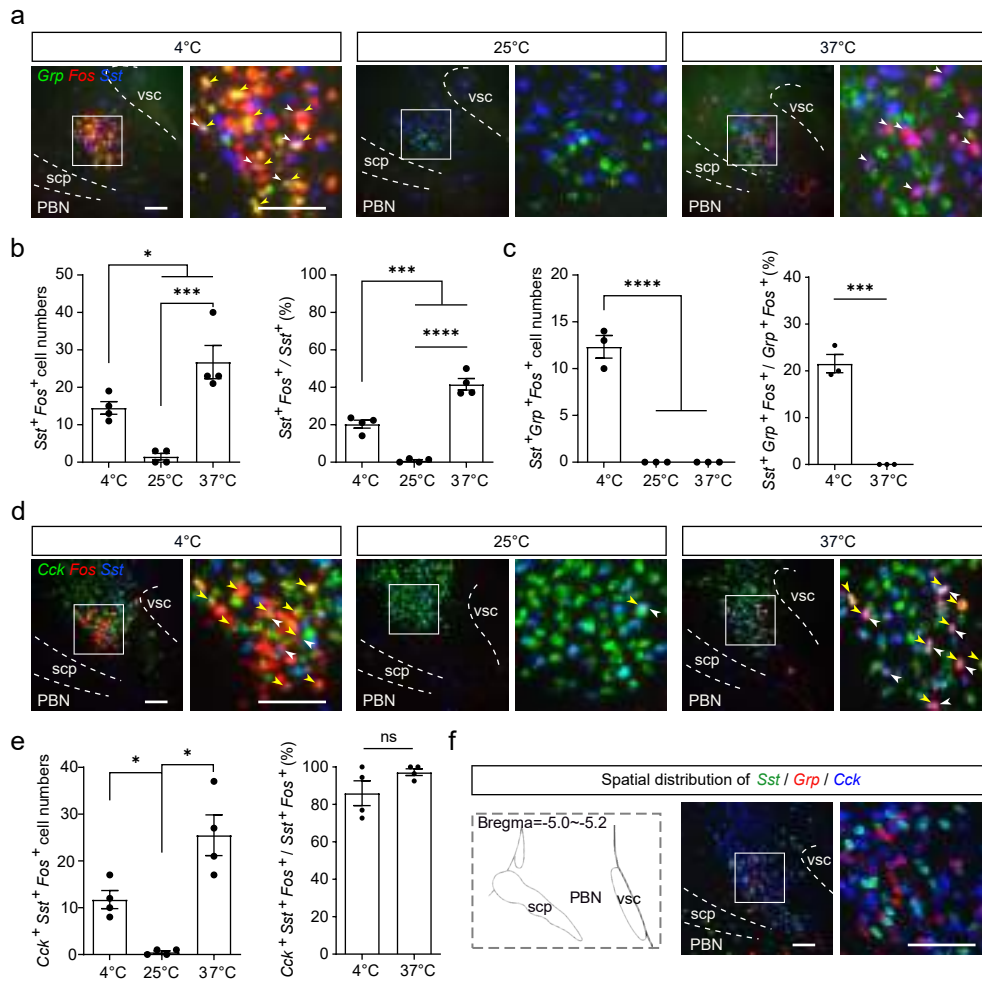 a
4°C
25°C
37°C
Grp Fos Sst
vsc
scp
PBN
vsc
scp
PBN
vsc
scp
PBN
b
Sst+ Fos+ cell numbers
50
40
30
20
10
0
*
***
4°C 25°C 37°C
Sst+ Fos+ / Sst+ (%)
100
80
60
40
20
0
***
****
4°C 25°C 37°C
c
Sst+ Grp+ Fos+ cell numbers
15
10
5
0
****
4°C 25°C 37°C
Sst+ Grp+ Fos+ / Grp+ Fos+ (%)
40
30
20
10
0
***
4°C 37°C
d
4°C
25°C
37°C
Cck Fos Sst
vsc
scp
PBN
vsc
scp
PBN
vsc
scp
PBN
e
Cck+ Sst+ Fos+ cell numbers
40
30
20
10
0
*
*
4°C 25°C 37°C
Cck+ Sst+ Fos+ / Sst+ Fos+ (%)
100
80
60
40
20
0
ns
4°C 37°C
f
Spatial distribution of Sst / Grp / Cck
Bregma=-5.0~-5.2
scp
PBN
vsc
vsc
scp
PBN